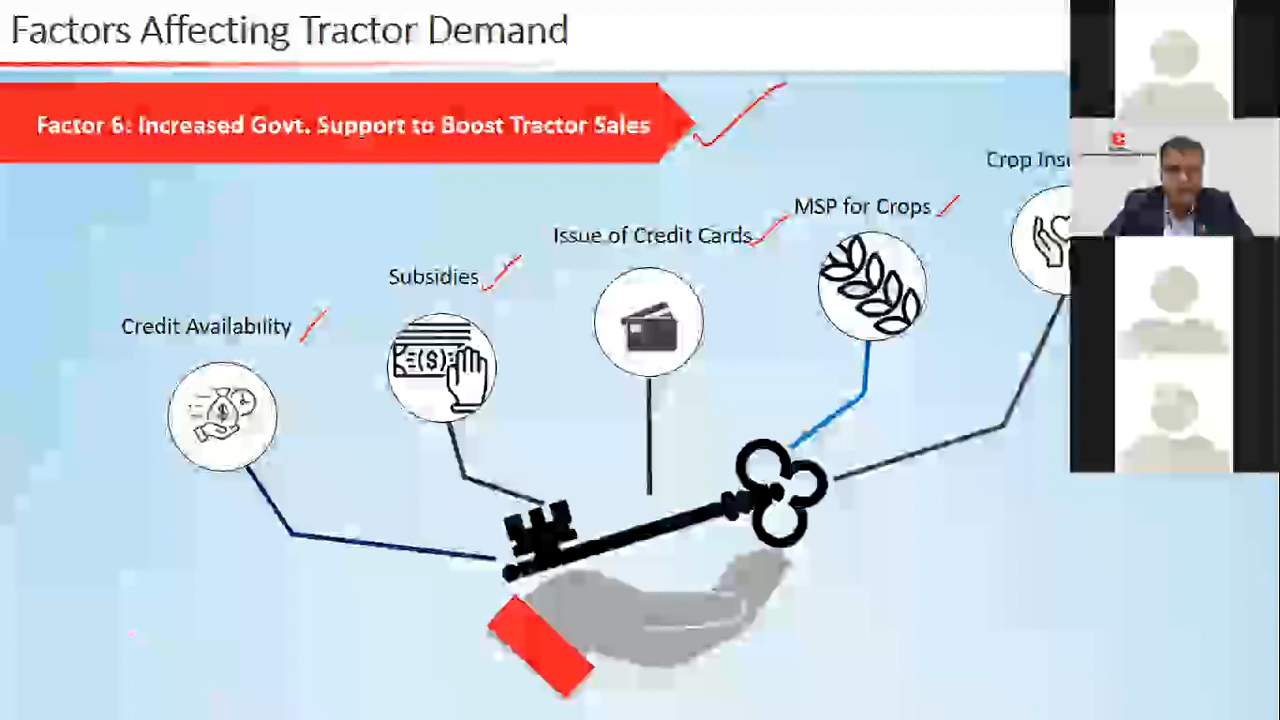 Factors Affecting Tractor Demand
Factor 6: Increased Govt. Support to Boost Tractor Sales
Crop Insu
MSP for Crops
Issue of Credit Cards
Subsidies
Credit Availability
($)
$
E